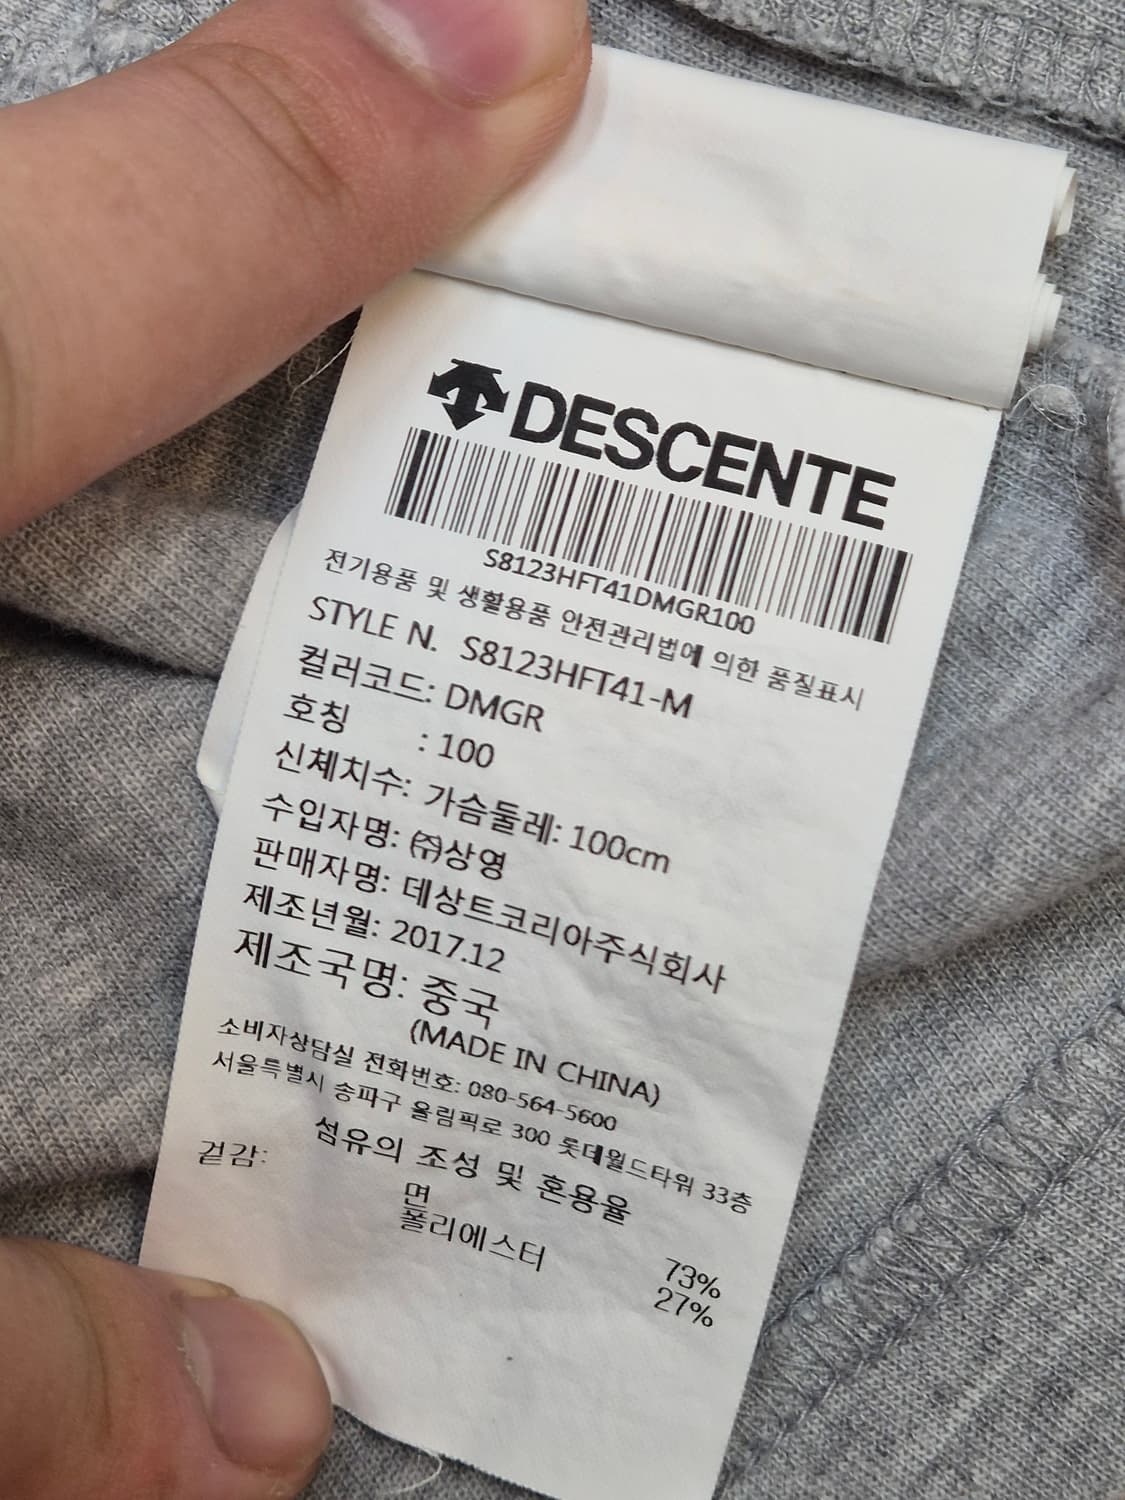 DESCENTE
S8123HFT41DMGR100
전기용품 및 생활용품 안전관리법에 의한 품질표시
STYLE N. S8123HFT41-M
컬러코드: DMGR
호칭 : 100
신체치수: 가슴둘레: 100cm
수입자명: ㈜상영
판매자명: 데상트코리아주식회사
제조년월: 2017.12
제조국명: 중국
(MADE IN CHINA)
소비자상담실 전화번호: 080-564-5600
서울특별시 송파구 올림픽로 300 롯데월드타워 33층
섬유의 조성 및 혼용율
겉감:
면 73%
폴리에스터 27%